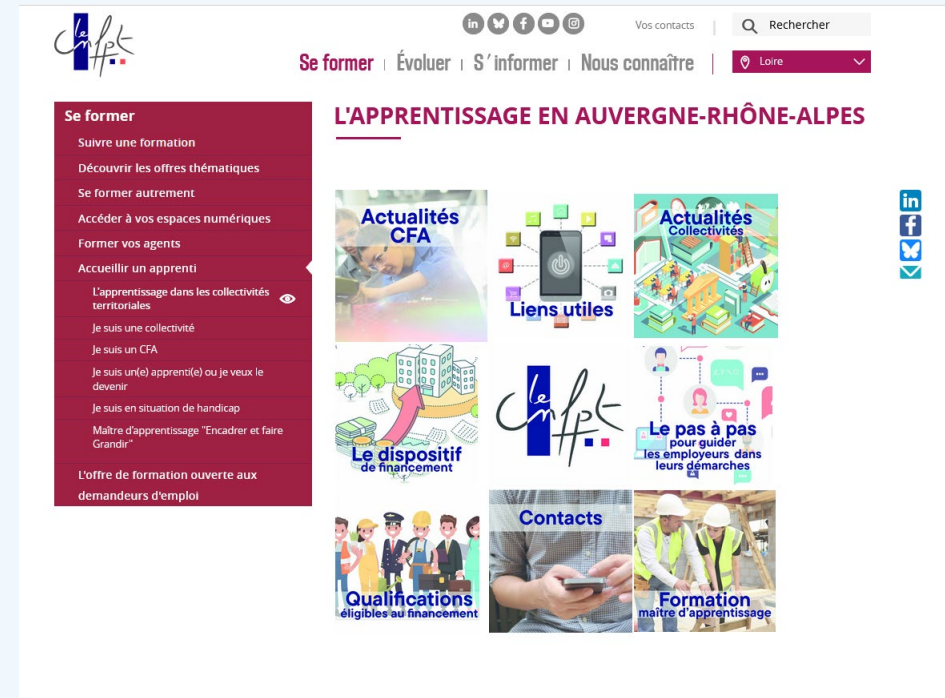 le cnfpt
Vos contacts
Rechercher
Se former
Évoluer
S'informer
Nous connaître
Loire
Se former
Suivre une formation
Découvrir les offres thématiques
Se former autrement
Accéder à vos espaces numériques
Former vos agents
Accueillir un apprenti
L'apprentissage dans les collectivités
territoriales
Je suis une collectivité
Je suis un CFA
Je suis un(e) apprenti(e) ou je veux le
devenir
Je suis en situation de handicap
Maître d'apprentissage "Encadrer et faire
Grandir"
L'offre de formation ouverte aux
demandeurs d'emploi
L'APPRENTISSAGE EN AUVERGNE-RHÔNE-ALPES
Actualités
CFA
Liens utiles
Actualités
Collectivités
Le dispositif
de financement
le cnfpt
Le pas à pas
pour guider
les employeurs dans
leurs démarches
Qualifications
éligibles au financement
Contacts
Formation
maître d'apprentissage